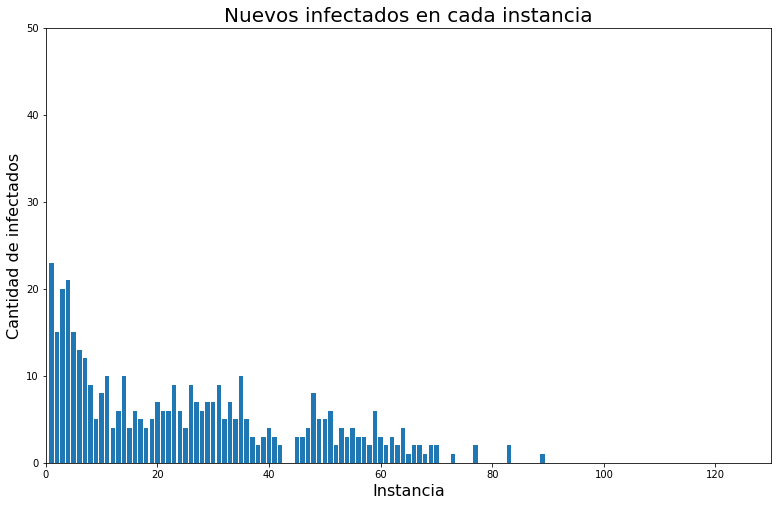 Nuevos infectados en cada instancia
50
40
30
20
10
0
Cantidad de infectados
0 20 40 60 80 100 120
Instancia